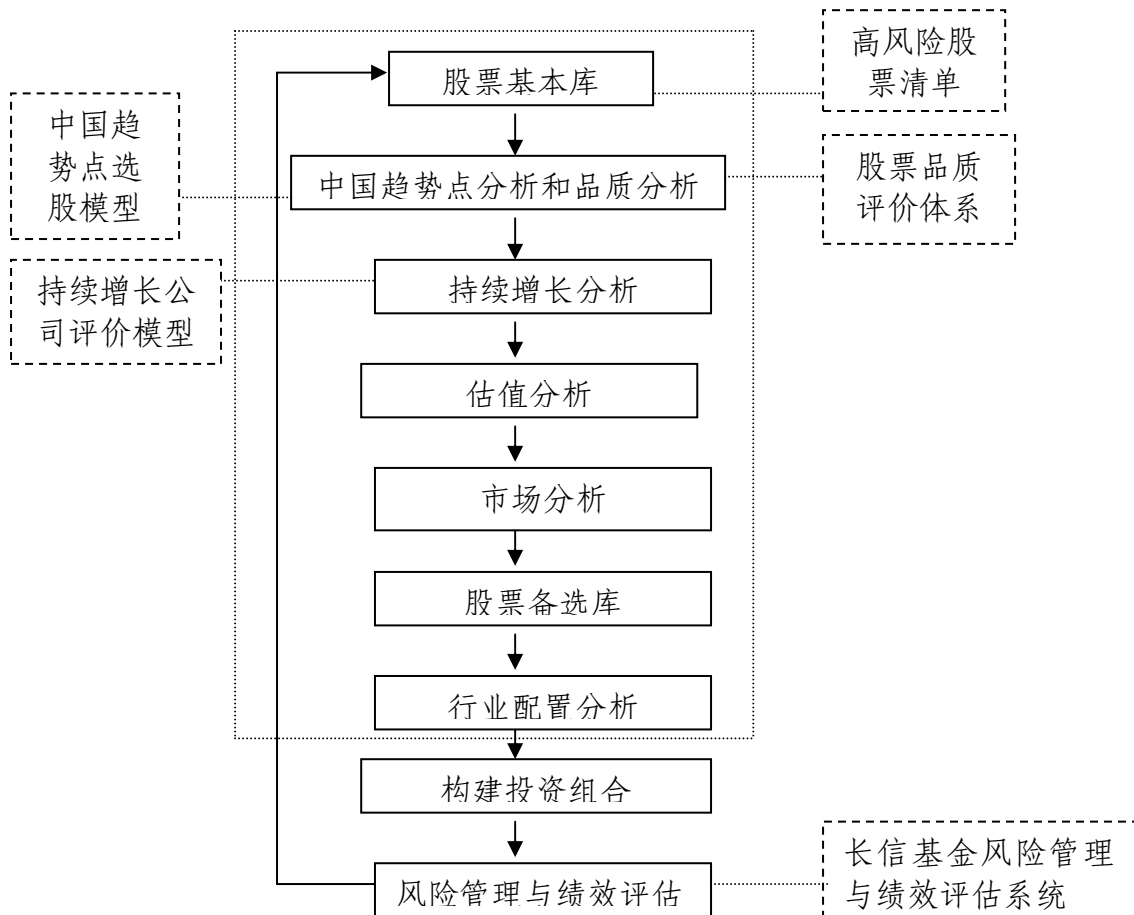 高风险股
票清单
股票基本库
中国趋
势点选
股模型
中国趋势点分析和品质分析
股票品质
评价体系
持续增长公
司评价模型
持续增长分析
估值分析
市场分析
股票备选库
行业配置分析
构建投资组合
风险管理与绩效评估
长信基金风险管理
与绩效评估系统